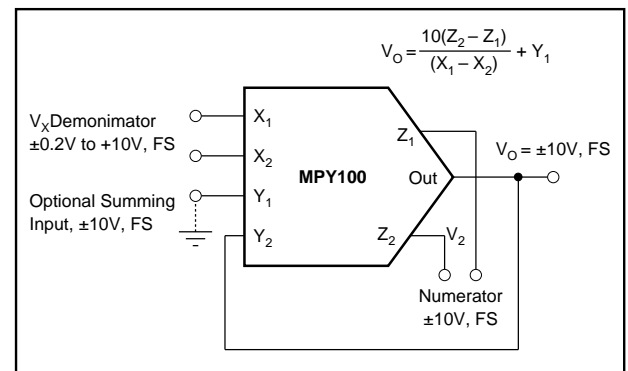 V_O = 10(Z_2 – Z_1) / (X_1 – X_2) + Y_1
V_XDemonimator
±0.2V to +10V, FS
X_1
X_2
Optional Summing
Input, ±10V, FS
Y_1
Y_2
MPY100
Z_1
Out
Z_2
V_2
V_O = ±10V, FS
Numerator
±10V, FS